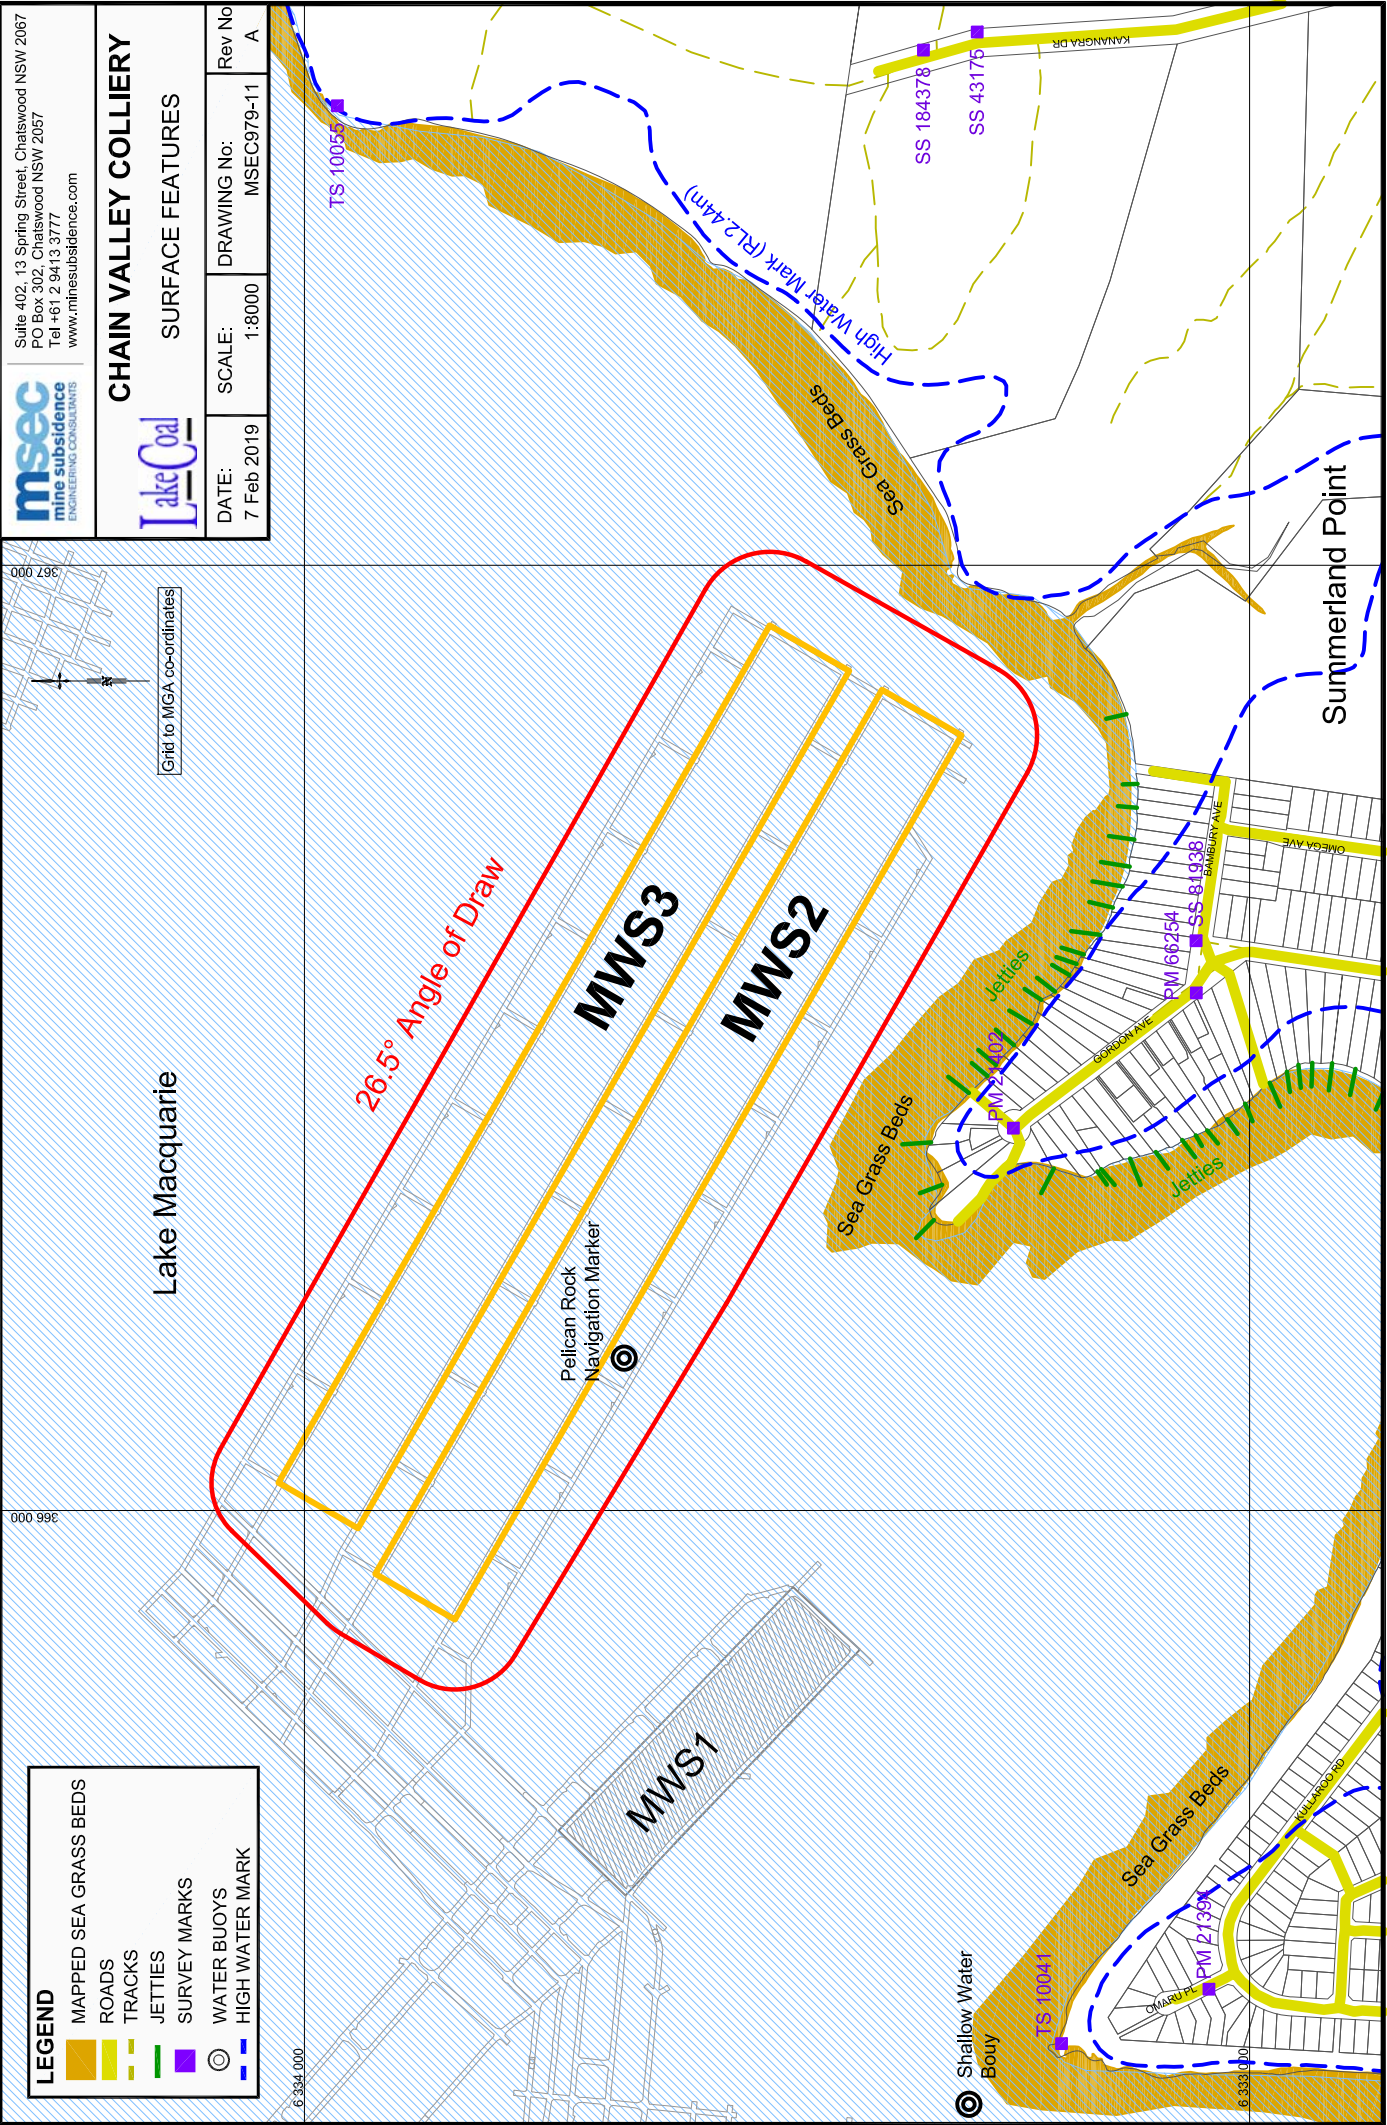 LEGEND
MAPPED SEA GRASS BEDS
ROADS
TRACKS
JETTIES
SURVEY MARKS
WATER BUOYS
HIGH WATER MARK
366 000
367 000
Grid to MGA co-ordinates
msec
mine subsidence
ENGINEERING CONSULTANTS
Suite 402, 13 Spring Street, Chatswood NSW 2067
PO Box 302, Chatswood NSW 2057
Tel +61 2 9413 3777
www.minesubsidence.com
CHAIN VALLEY COLLIERY
LakeCoal
SURFACE FEATURES
DATE:
7 Feb 2019
SCALE:
1:8000
DRAWING No:
MSEC979-11
Rev No
A
Lake Macquarie
6 334 000
TS 10055
26.5° Angle of Draw
MWS3
MWS2
MWS1
Pelican Rock
Navigation Marker
High Water Mark (RL2.44m)
Sea Grass Beds
SS 184378
SS 43175
KANANGRA DR
Sea Grass Beds
Jetties
PM 21402
GORDON AVE
PM 66254
SS 81938
BAMBURY AVE
OMEGA AVE
Jetties
Summerland Point
Shallow Water
Bouy
TS 10041
Sea Grass Beds
OMARU PL
PM 21394
KULLAROO RD
6 333 000